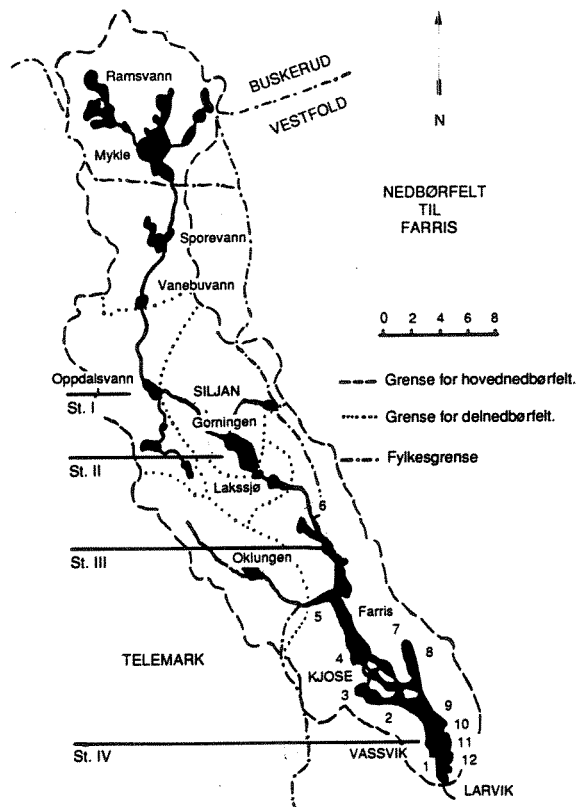 Ramsvann
BUSKERUD
VESTFOLD
N
Mykle
NEDBØRFELT
TIL
FARRIS
Sporevann
Vanebuvann
0 2 4 6 8
Oppdalsvann
SILJAN
Grense for hovednedbørfelt.
St. I
Gorningen
Grense for delnedbørfelt.
St. II
Lakssjø
Fylkesgrense
6
St. III
Oklungen
5
Farris
7
TELEMARK
4
8
KJOSE
3
2
9
10
St. IV
VASSVIK
1
11
12
LARVIK